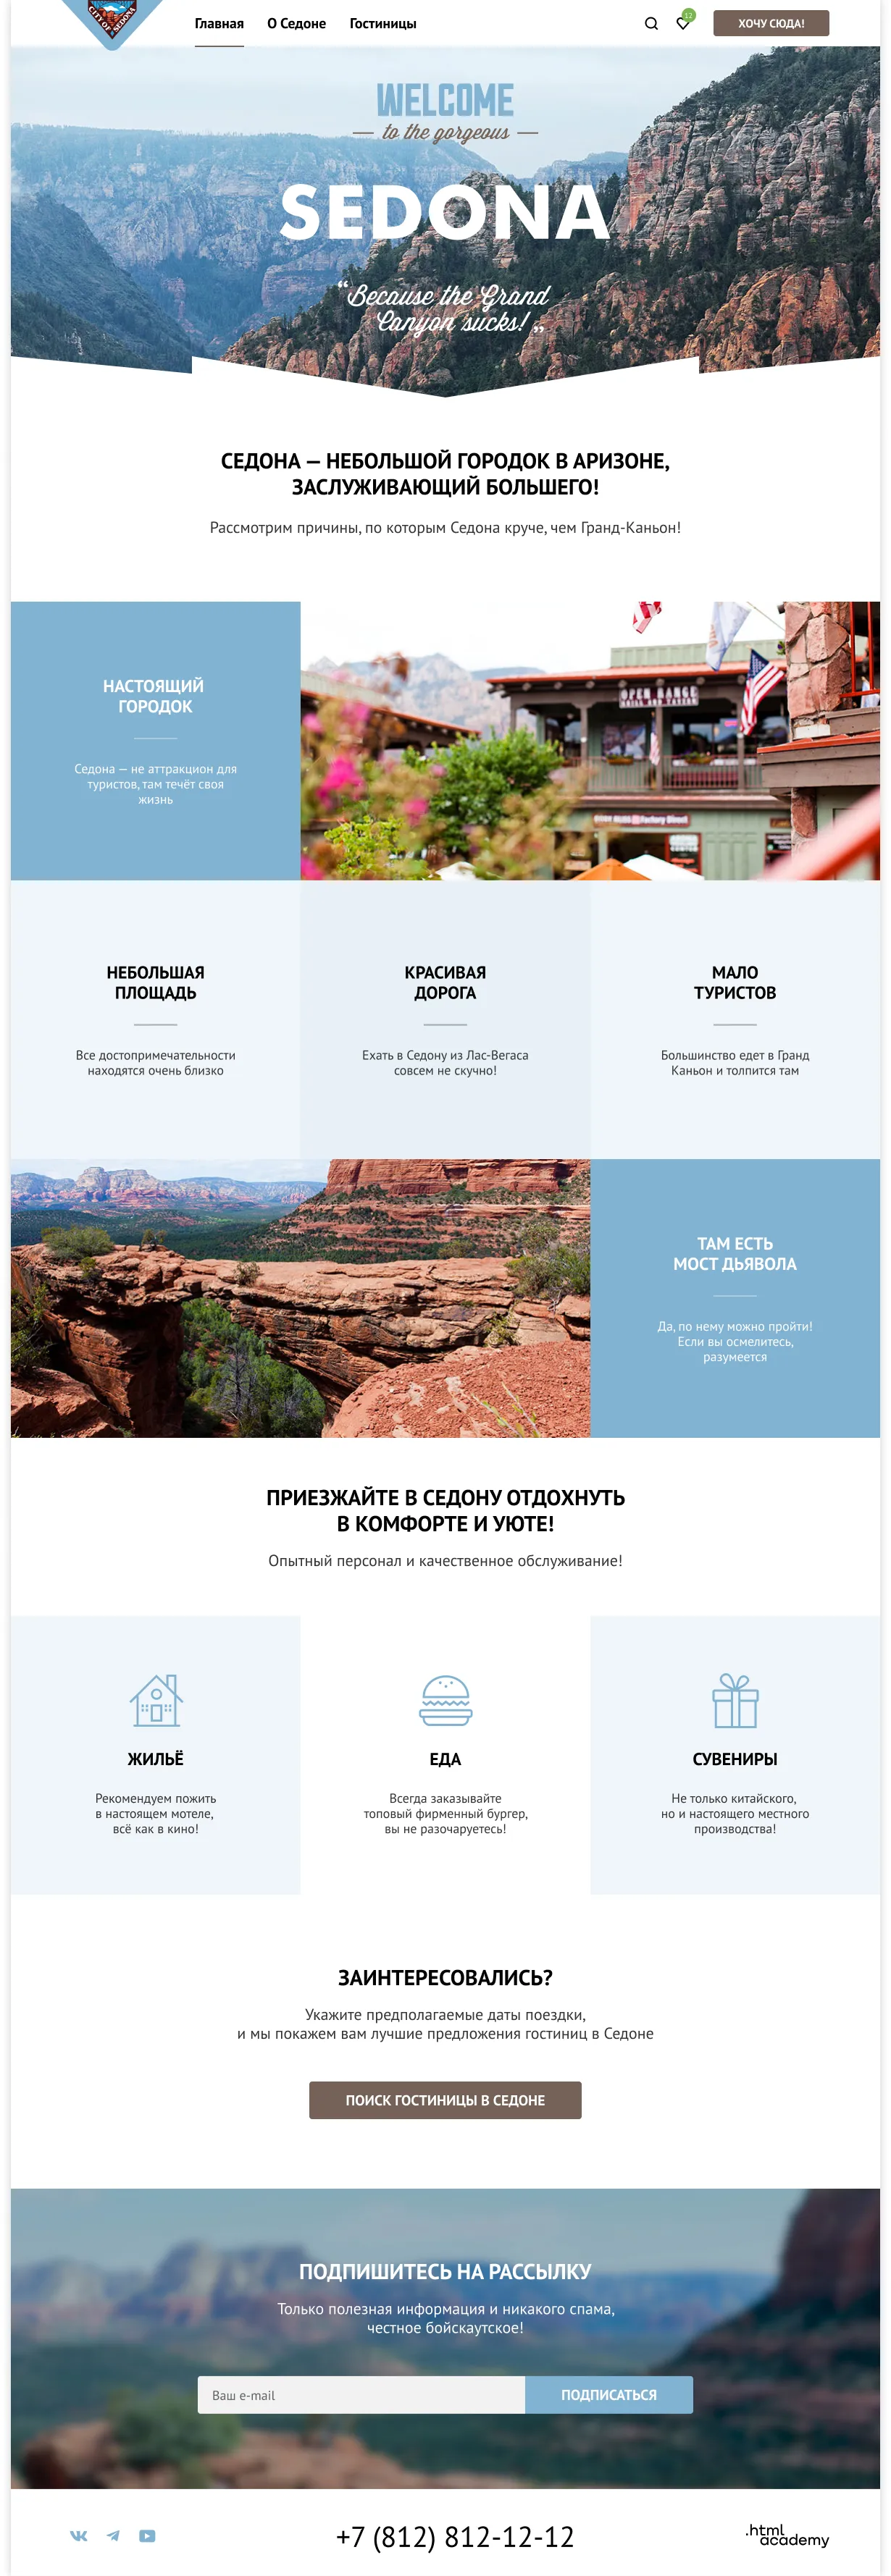 CITY OF SEDONA
Главная
О Седоне
Гостиницы
12
ХОЧУ СЮДА!
WELCOME
to the gorgeous
SEDONA
“Because the Grand
Canyon sucks!„
СЕДОНА — НЕБОЛЬШОЙ ГОРОДОК В АРИЗОНЕ,
ЗАСЛУЖИВАЮЩИЙ БОЛЬШЕГО!
Рассмотрим причины, по которым Седона круче, чем Гранд-Каньон!
НАСТОЯЩИЙ
ГОРОДОК
Седона — не аттракцион для
туристов, там течёт своя
жизнь
OPEN RANGE
GRILL AND TAVERN
Factory Direct
НЕБОЛЬШАЯ
ПЛОЩАДЬ
Все достопримечательности
находятся очень близко
КРАСИВАЯ
ДОРОГА
Ехать в Седону из Лас-Вегаса
совсем не скучно!
МАЛО
ТУРИСТОВ
Большинство едет в Гранд
Каньон и толпится там
ТАМ ЕСТЬ
МОСТ ДЬЯВОЛА
Да, по нему можно пройти!
Если вы осмелитесь,
разумеется
ПРИЕЗЖАЙТЕ В СЕДОНУ ОТДОХНУТЬ
В КОМФОРТЕ И УЮТЕ!
Опытный персонал и качественное обслуживание!
ЖИЛЬЁ
Рекомендуем пожить
в настоящем мотеле,
всё как в кино!
ЕДА
Всегда заказывайте
топовый фирменный бургер,
вы не разочаруетесь!
СУВЕНИРЫ
Не только китайского,
но и настоящего местного
производства!
ЗАИНТЕРЕСОВАЛИСЬ?
Укажите предполагаемые даты поездки,
и мы покажем вам лучшие предложения гостиниц в Седоне
ПОИСК ГОСТИНИЦЫ В СЕДОНЕ
ПОДПИШИТЕСЬ НА РАССЫЛКУ
Только полезная информация и никакого спама,
честное бойскаутское!
Ваш e-mail
ПОДПИСАТЬСЯ
+7 (812) 812-12-12
.html
academy